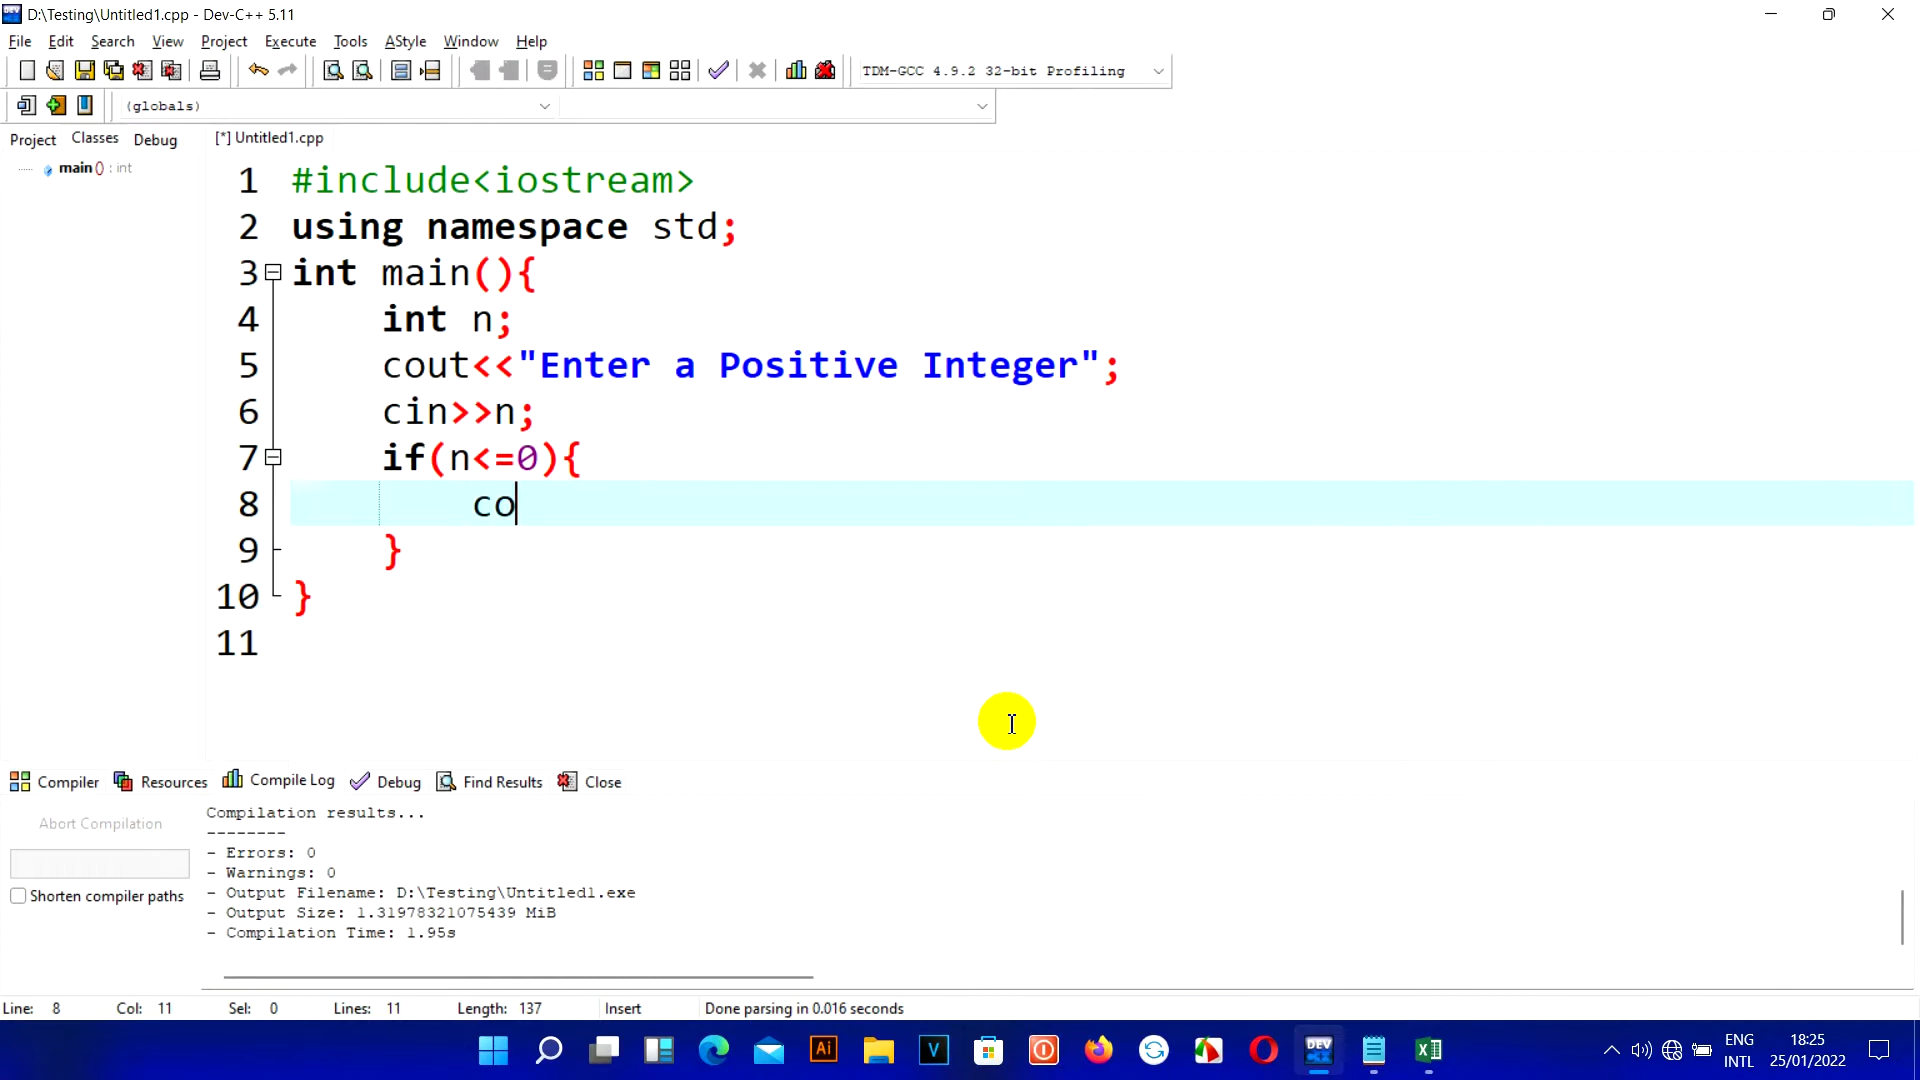 D:\Testing\Untitled1.cpp - Dev-C++ 5.11
File Edit Search View Project Execute Tools AStyle Window Help
TDM-GCC 4.9.2 32-bit Profiling
(globals)
Project Classes Debug
[*] Untitled1.cpp
main () : int
1 #include<iostream>
2 using namespace std;
3 int main(){
4 int n;
5 cout<<"Enter a Positive Integer";
6 cin>>n;
7 if(n<=0){
8 co
9 }
10 }
11
Compiler Resources Compile Log Debug Find Results Close
Abort Compilation
Shorten compiler paths
Compilation results...
--------
- Errors: 0
- Warnings: 0
- Output Filename: D:\Testing\Untitled1.exe
- Output Size: 1.31978321075439 MiB
- Compilation Time: 1.95s
Line: 8 Col: 11 Sel: 0 Lines: 11 Length: 137 Insert Done parsing in 0.016 seconds
Ai
V
DEV
ENG
INTL
18:25
25/01/2022